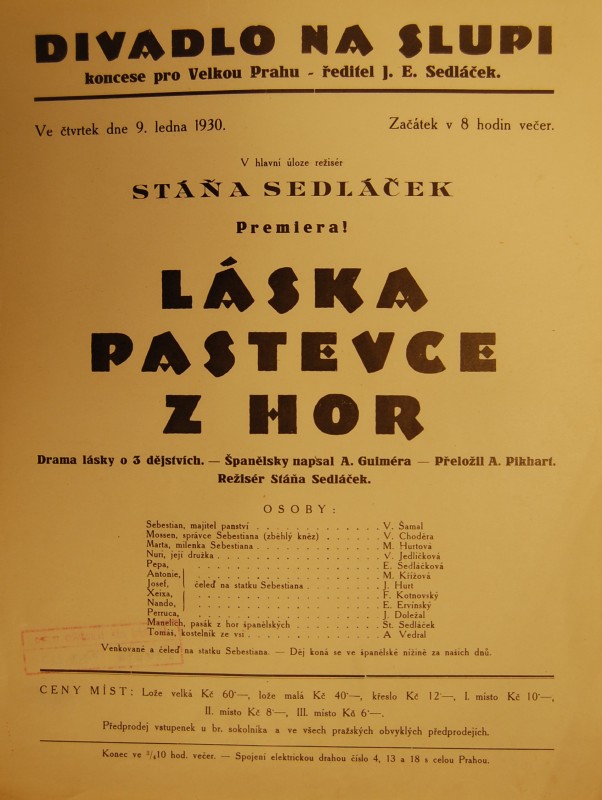 DIVADLO NA SLUPI
koncese pro Velkou Prahu - ředitel J. E. Sedláček.
Ve čtvrtek dne 9. ledna 1930. Začátek v 8 hodin večer.
V hlavní úloze režisér
STÁŇA SEDLÁČEK
Premiera!
LÁSKA
PASTEVCE
Z HOR
Drama lásky o 3 dějstvích. — Španělsky napsal A. Guiméra — Přeložil A. Pikhart.
Režisér Stáňa Sedláček.
OSOBY:
Sebestian, majitel panství . . . . . . . . . . . . V. Šamal
Mossen, správce Sebestiana (zběhlý kněz) . . . . . V. Choděra
Marta, milenka Sebestiana . . . . . . . . . . . . M. Hurtová
Nuri, její družka . . . . . . . . . . . . . . . . V. Jedličková
Pepa, . . . . . . . . . . . . . . . . E. Sedláčková
Antonie, M. Křížová
Josef, čeleď na statku Sebestiana . . . . . . . J. Hurt
Xeixa, . . . . . . . . . . . . . . . . F. Kotnovský
Nando, . . . . . . . . . . . . . . . . E. Ervínský
Perruca, . . . . . . . . . . . . . . . . J. Doležal
Manelich, pasák z hor španělských . . . . . . . . St. Sedláček
Tomáš, kostelník ze vsi . . . . . . . . . . . . . A Vedral
Venkované a čeleď na statku Sebestiana. — Děj koná se ve španělské nížině za našich dnů.
CENY MÍST: Lože velká Kč 60·—, lože malá Kč 40·—, křeslo Kč 12·—, I. místo Kč 10·—,
II. místo Kč 8·—, III. místo Kč 6·—.
Předprodej vstupenek u br. sokolníka a ve všech pražských obvyklých předprodejích.
Konec ve ¾10 hod. večer. — Spojení elektrickou drahou číslo 4, 13 a 18 s celou Prahou.